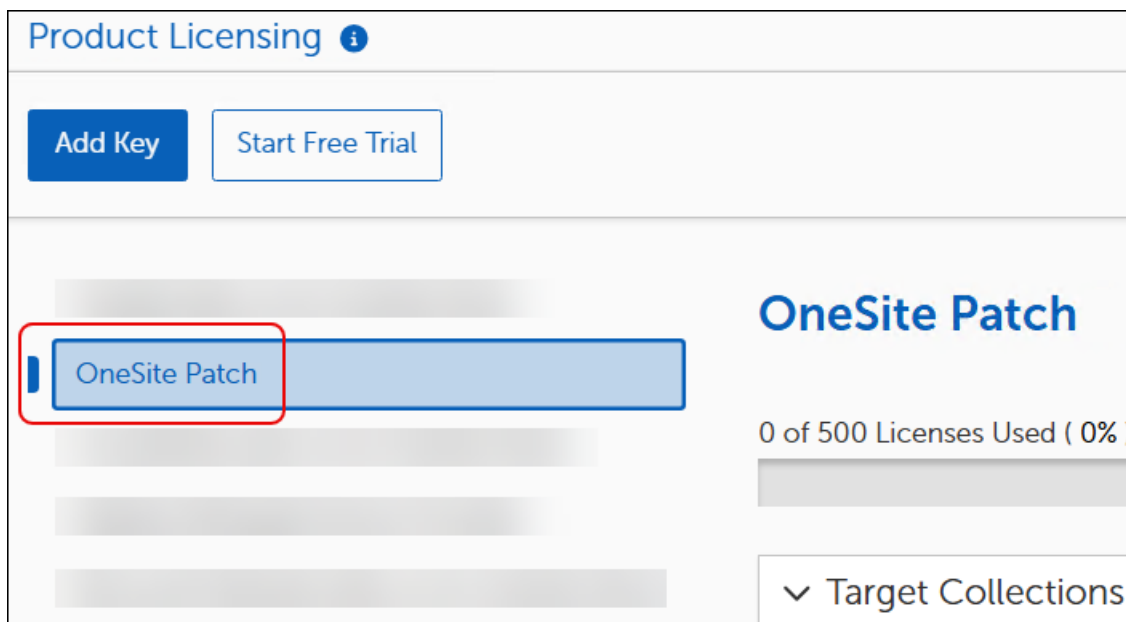 Product Licensing
Add Key
Start Free Trial
OneSite Patch
OneSite Patch
0 of 500 Licenses Used ( 0%
Target Collections